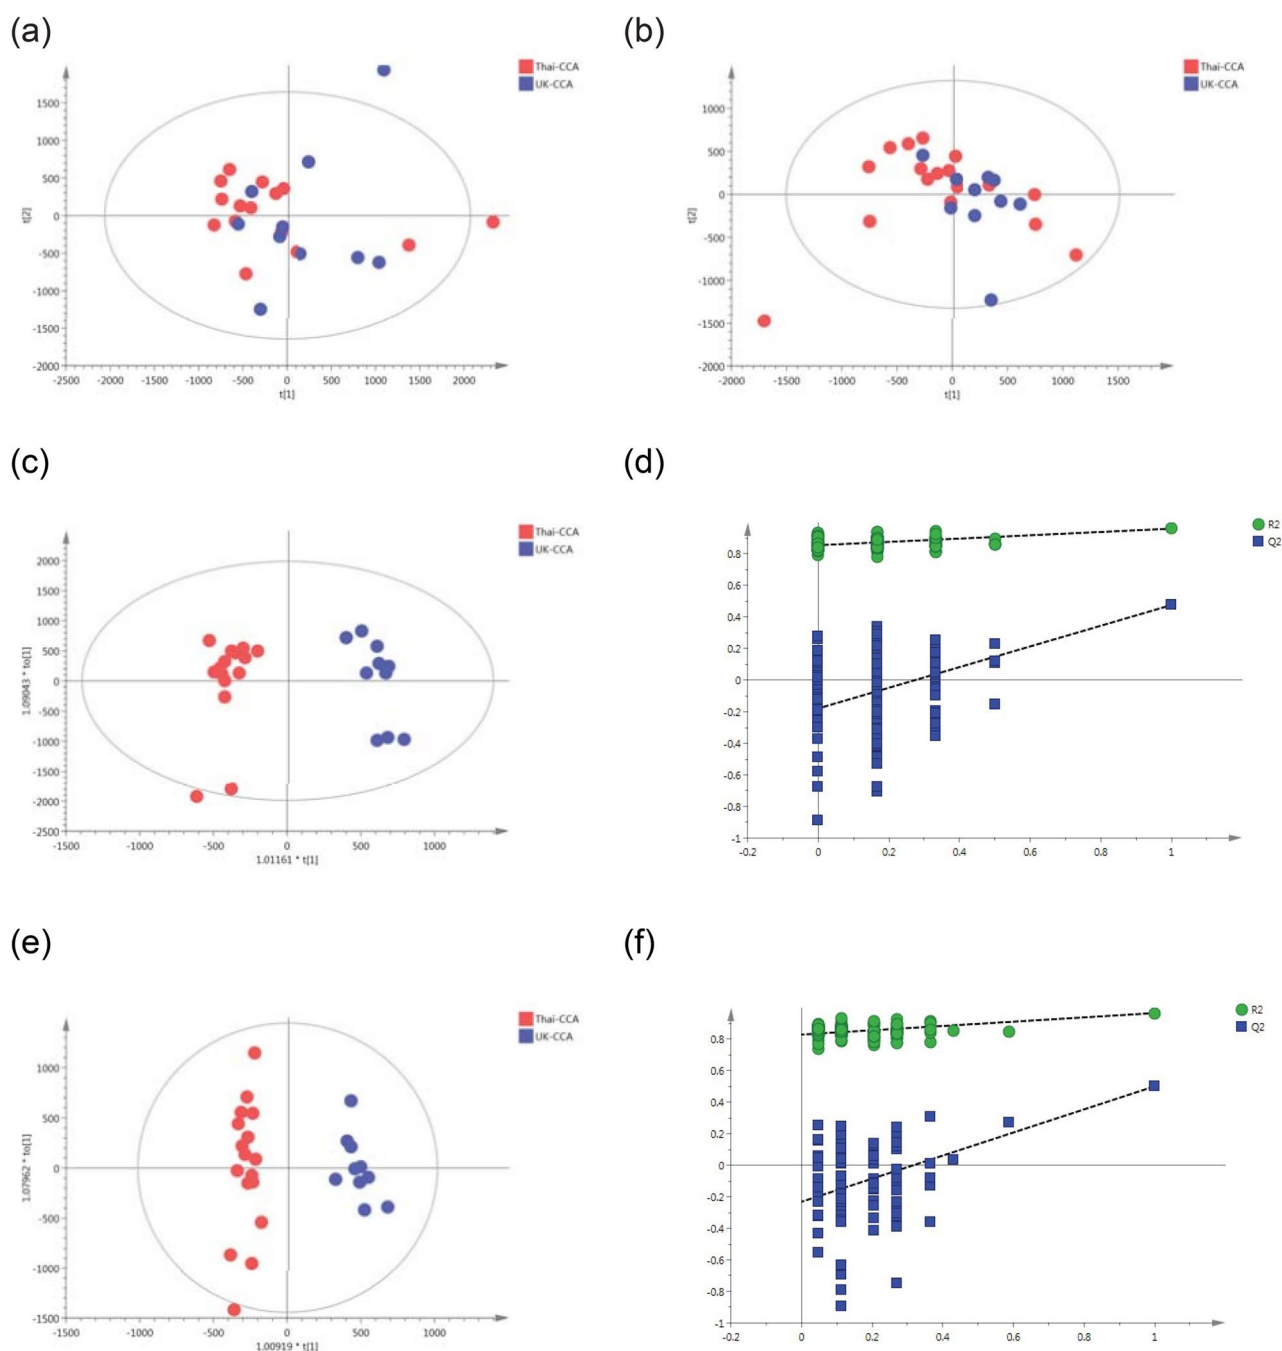 (a)
Thai-CCA
UK-CCA
1500
1000
500
0
-500
-1000
-1500
-2000
t[2]
-2500 -2000 -1500 -1000 -500 0 500 1000 1500 2000
t[1]
(b)
Thai-CCA
UK-CCA
1000
500
0
-500
-1000
-1500
-2000
t[2]
-2000 -1500 -1000 -500 0 500 1000 1500
t[1]
(c)
Thai-CCA
UK-CCA
2000
1500
1000
500
0
-500
-1000
-1500
-2000
-2500
1.09043 * to[1]
-1500 -1000 -500 0 500 1000
1.01161 * t[1]
(d)
R2
Q2
0.8
0.6
0.4
0.2
0
-0.2
-0.4
-0.6
-0.8
-1
-0.2 0 0.2 0.4 0.6 0.8 1
(e)
Thai-CCA
UK-CCA
1000
500
0
-500
-1000
-1500
1.07962 * to[1]
-1500 -1000 -500 0 500 1000
1.00919 * t[1]
(f)
R2
Q2
0.8
0.6
0.4
0.2
0
-0.2
-0.4
-0.6
-0.8
-1
-0.2 0 0.2 0.4 0.6 0.8 1